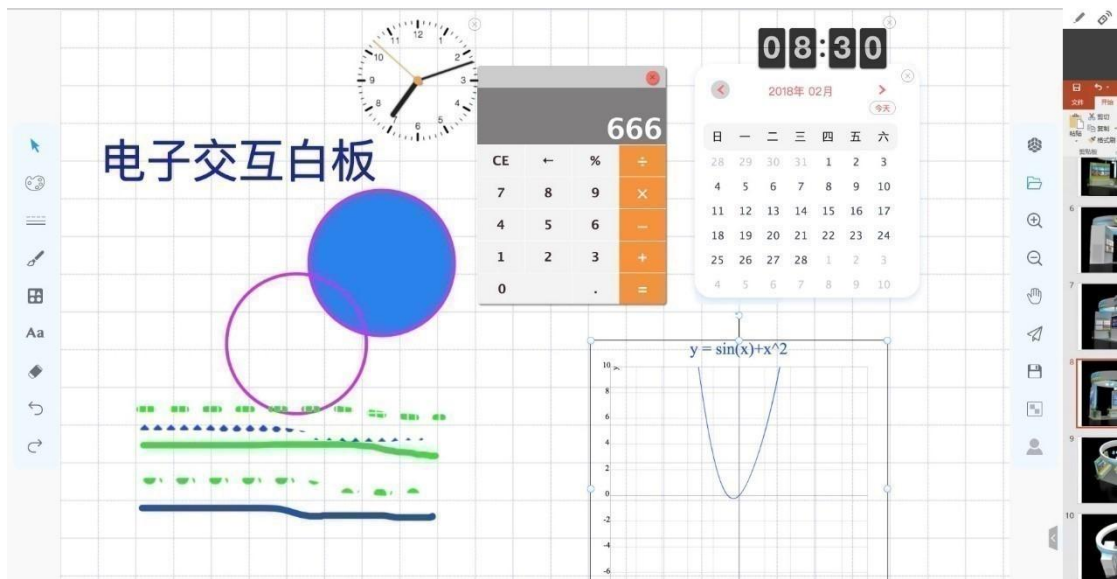 电子交互白板
12
1
2
3
4
5
6
8
9
10
11
666
CE ← % ÷
7 8 9 ×
4 5 6 −
1 2 3 +
0 . =
08:30
2018年 02月
今天
日 一 二 三 四 五 六
28 29 30 31 1 2 3
4 5 6 7 8 9 10
11 12 13 14 15 16 17
18 19 20 21 22 23 24
25 26 27 28 1 2 3
4 5 6 7 8 9 10
y = sin(x)+x^2
y
10
8
6
4
2
0
-2
-4
-6
Aa
文件 开始
粘贴
剪切
复制
格式刷
剪贴板
6
7
8
9
10